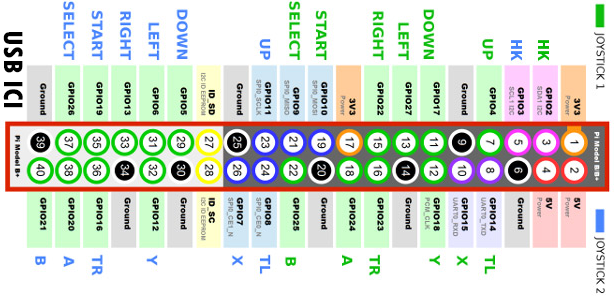 JOYSTICK 1 JOYSTICK 2
Pi Model B/B+
3V3 Power 1 2 5V Power
HK GPIO2 SDA1 I2C 3 4 5V Power
HK GPIO3 SCL1 I2C 5 6 Ground
UP GPIO4 7 8 GPIO14 UART0_TXD TL
Ground 9 10 GPIO15 UART0_RXD X
DOWN GPIO17 11 12 GPIO18 PCM_CLK Y
LEFT GPIO27 13 14 Ground
RIGHT GPIO22 15 16 GPIO23 TR
3V3 Power 17 18 GPIO24 A
START GPIO10 SPI0_MOSI 19 20 Ground
SELECT GPIO9 SPI0_MISO 21 22 GPIO25 B
UP GPIO11 SPI0_SCLK 23 24 GPIO8 SPI0_CE0_N TL
Ground 25 26 GPIO7 SPI0_CE1_N X
ID_SD I2C ID EEPROM 27 28 ID_SC I2C ID EEPROM
DOWN GPIO5 29 30 Ground
LEFT GPIO6 31 32 GPIO12 Y
RIGHT GPIO13 33 34 Ground
START GPIO19 35 36 GPIO16 TR
SELECT GPIO26 37 38 GPIO20 A
Ground 39 40 GPIO21 B
Pi Model B+
USB ICI